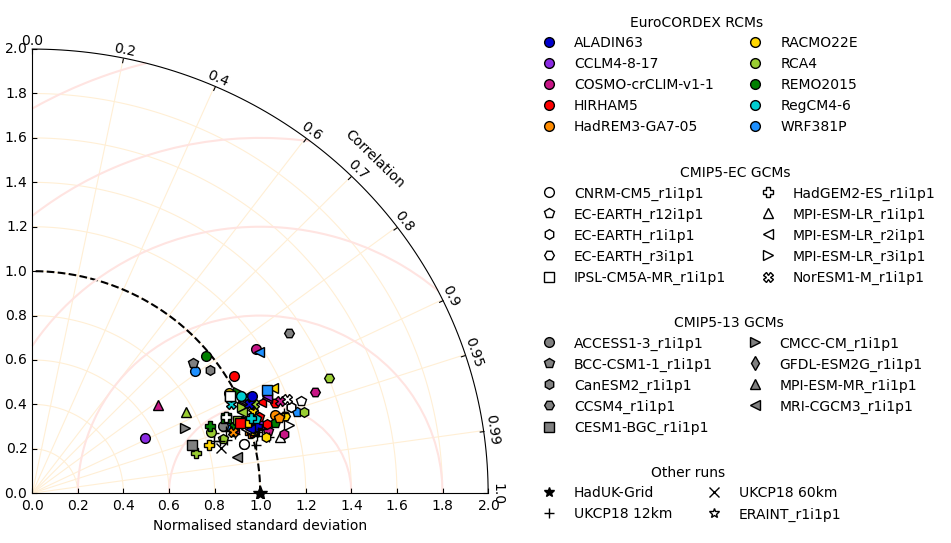 0.0
0.2
0.4
0.6
0.7
0.8
0.9
0.95
0.99
1.0
Correlation
2.0
1.8
1.6
1.4
1.2
1.0
0.8
0.6
0.4
0.2
0.0
0.0 0.2 0.4 0.6 0.8 1.0 1.2 1.4 1.6 1.8 2.0
Normalised standard deviation
EuroCORDEX RCMs
ALADIN63 RACMO22E
CCLM4-8-17 RCA4
COSMO-crCLIM-v1-1 REMO2015
HIRHAM5 RegCM4-6
HadREM3-GA7-05 WRF381P
CMIP5-EC GCMs
CNRM-CM5_r1i1p1 HadGEM2-ES_r1i1p1
EC-EARTH_r12i1p1 MPI-ESM-LR_r1i1p1
EC-EARTH_r1i1p1 MPI-ESM-LR_r2i1p1
EC-EARTH_r3i1p1 MPI-ESM-LR_r3i1p1
IPSL-CM5A-MR_r1i1p1 NorESM1-M_r1i1p1
CMIP5-13 GCMs
ACCESS1-3_r1i1p1 CMCC-CM_r1i1p1
BCC-CSM1-1_r1i1p1 GFDL-ESM2G_r1i1p1
CanESM2_r1i1p1 MPI-ESM-MR_r1i1p1
CCSM4_r1i1p1 MRI-CGCM3_r1i1p1
CESM1-BGC_r1i1p1
Other runs
HadUK-Grid UKCP18 60km
UKCP18 12km ERAINT_r1i1p1